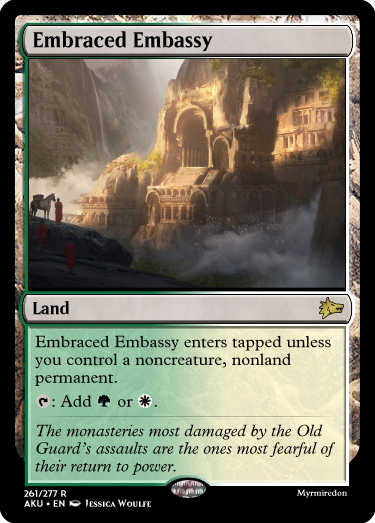 Embraced Embassy
Land
Embraced Embassy enters tapped unless
you control a noncreature, nonland
permanent.
: Add or .
The monasteries most damaged by the Old
Guard's assaults are the ones most fearful of
their return to power.
261/277 R
Myrmiredon
AKU • EN Jessica Woulfe